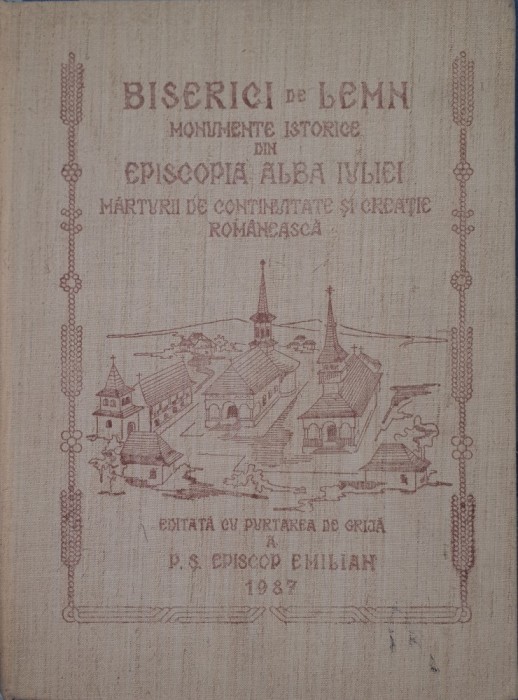 BISERICI DE LEMN
MONUMENTE ISTORICE
DIN
EPISCOPIA ALBA IULIEI
MĂRTURII DE CONTINUITATE ȘI CREAȚIE
ROMÂNEASCĂ
EDITATĂ CU PURTAREA DE GRIJĂ
A
P. S. EPISCOP EMILIAN
1987